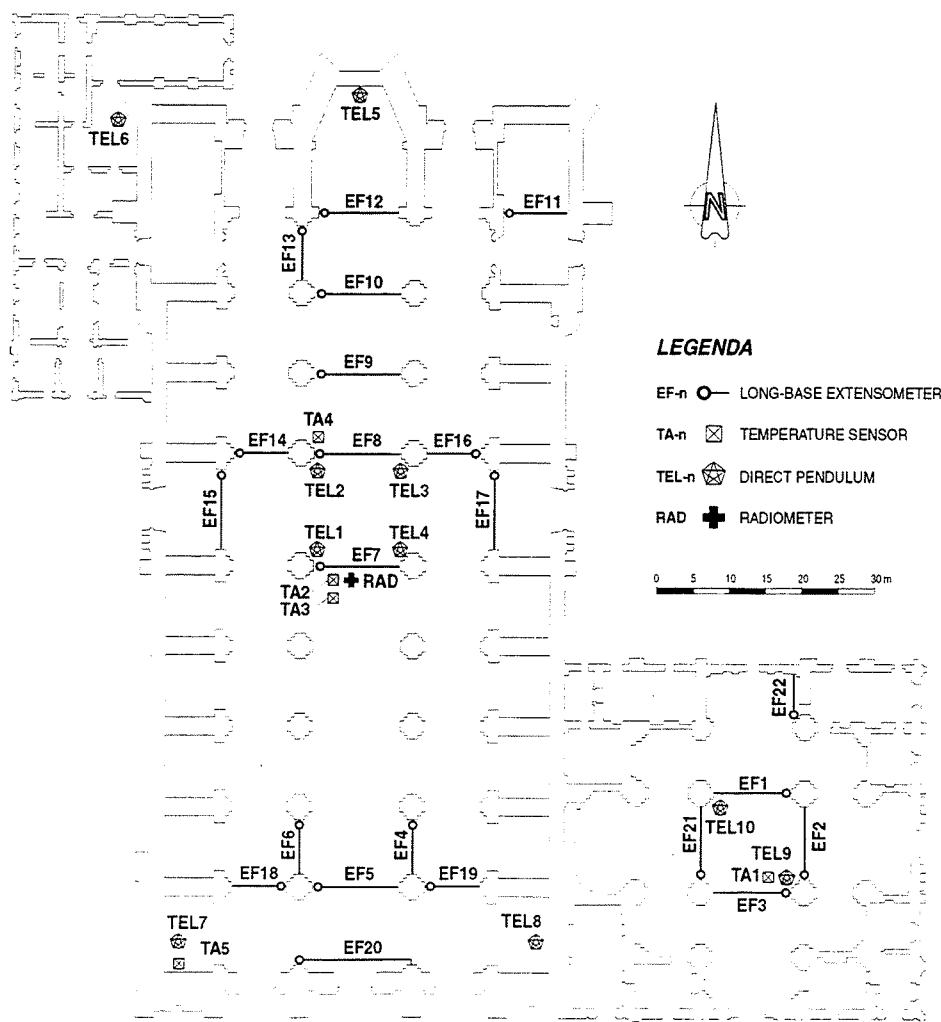 TEL5
TEL6
EF12
EF11
N
EF13
EF10
EF9
LEGENDA
EF-n LONG-BASE EXTENSOMETER
TA4
EF14 EF8 EF16
TA-n TEMPERATURE SENSOR
TEL2 TEL3
TEL-n DIRECT PENDULUM
EF15
EF17
RAD RADIOMETER
TEL1 TEL4
EF7
RAD
TA2
TA3
0 5 10 15 20 25 30 m
EF22
EF1
TEL10
EF6
EF4
EF21
EF2
TEL9
EF18 EF5 EF19
TA1
EF3
TEL7
TEL8
TA5
EF20